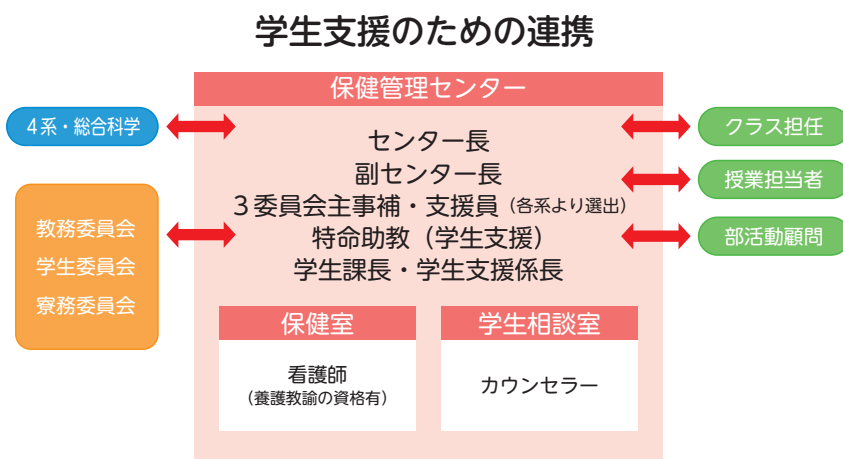 学生支援のための連携
保健管理センター
4系・総合科学
教務委員会
学生委員会
寮務委員会
センター長
副センター長
3委員会主事補・支援員(各系より選出)
特命助教(学生支援)
学生課長・学生支援係長
クラス担任
授業担当者
部活動顧問
保健室
看護師
(養護教諭の資格有)
学生相談室
カウンセラー